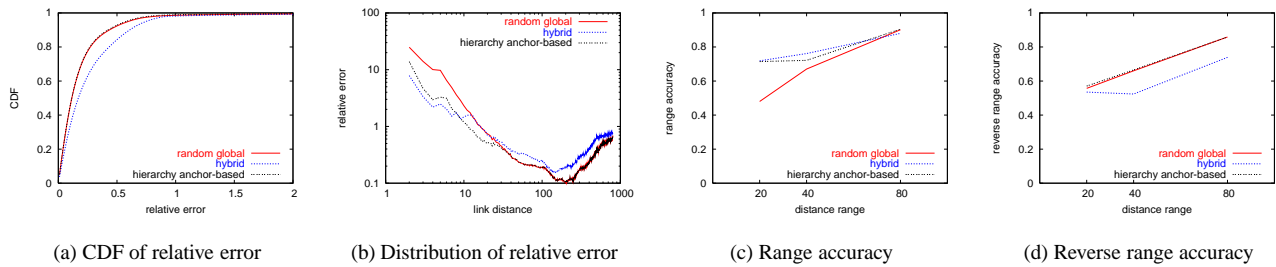 1
0.8
0.6
0.4
0.2
0
CDF
0
0.5
1
1.5
2
relative error
random global
hybrid
hierarchy anchor-based
(a) CDF of relative error
100
10
1
0.1
relative error
1
10
100
1000
link distance
random global
hybrid
hierarchy anchor-based
(b) Distribution of relative error
1
0.8
0.6
0.4
0.2
0
range accuracy
20
40
80
distance range
random global
hybrid
hierarchy anchor-based
(c) Range accuracy
1
0.8
0.6
0.4
0.2
0
reverse range accuracy
20
40
80
distance range
random global
hybrid
hierarchy anchor-based
(d) Reverse range accuracy